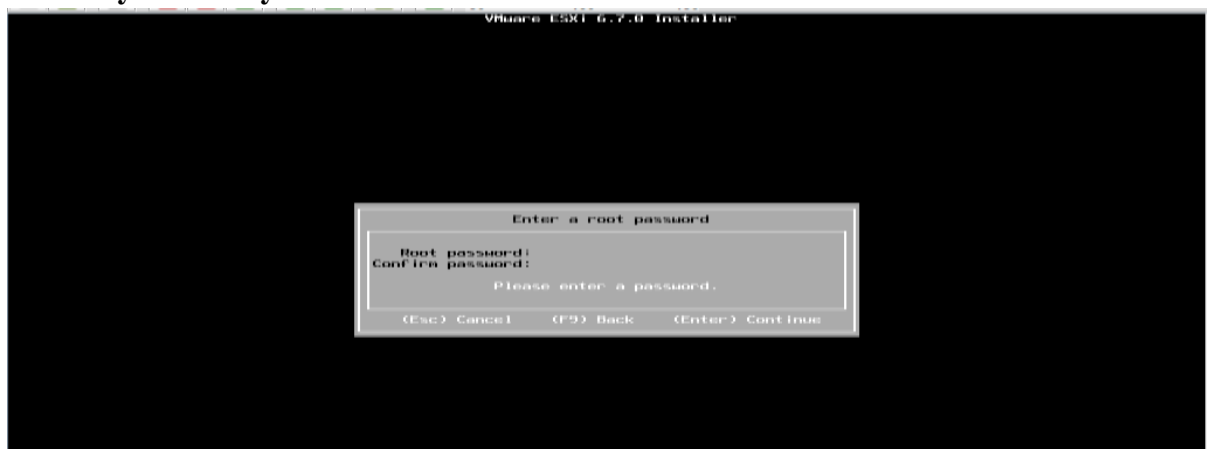 VMware ESXi 6.7.0 Installer
Enter a root password
Root password:
Confirm password:
Please enter a password.
(Esc) Cancel (F9) Back (Enter) Continue